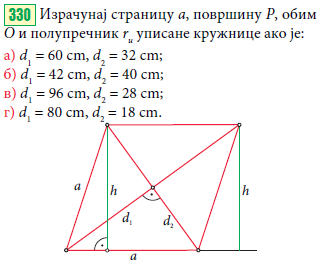 330 Израчунај страницу a, површину P, обим
O и полупречник rᵤ уписане кружнице ако је:
а) d₁ = 60 cm, d₂ = 32 cm;
б) d₁ = 42 cm, d₂ = 40 cm;
в) d₁ = 96 cm, d₂ = 28 cm;
г) d₁ = 80 cm, d₂ = 18 cm.
a
h
h
d₁
d₂
a